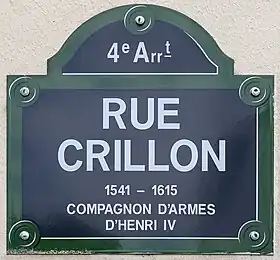 4e Arrt
RUE
CRILLON
1541 – 1615
COMPAGNON D'ARMES
D'HENRI IV